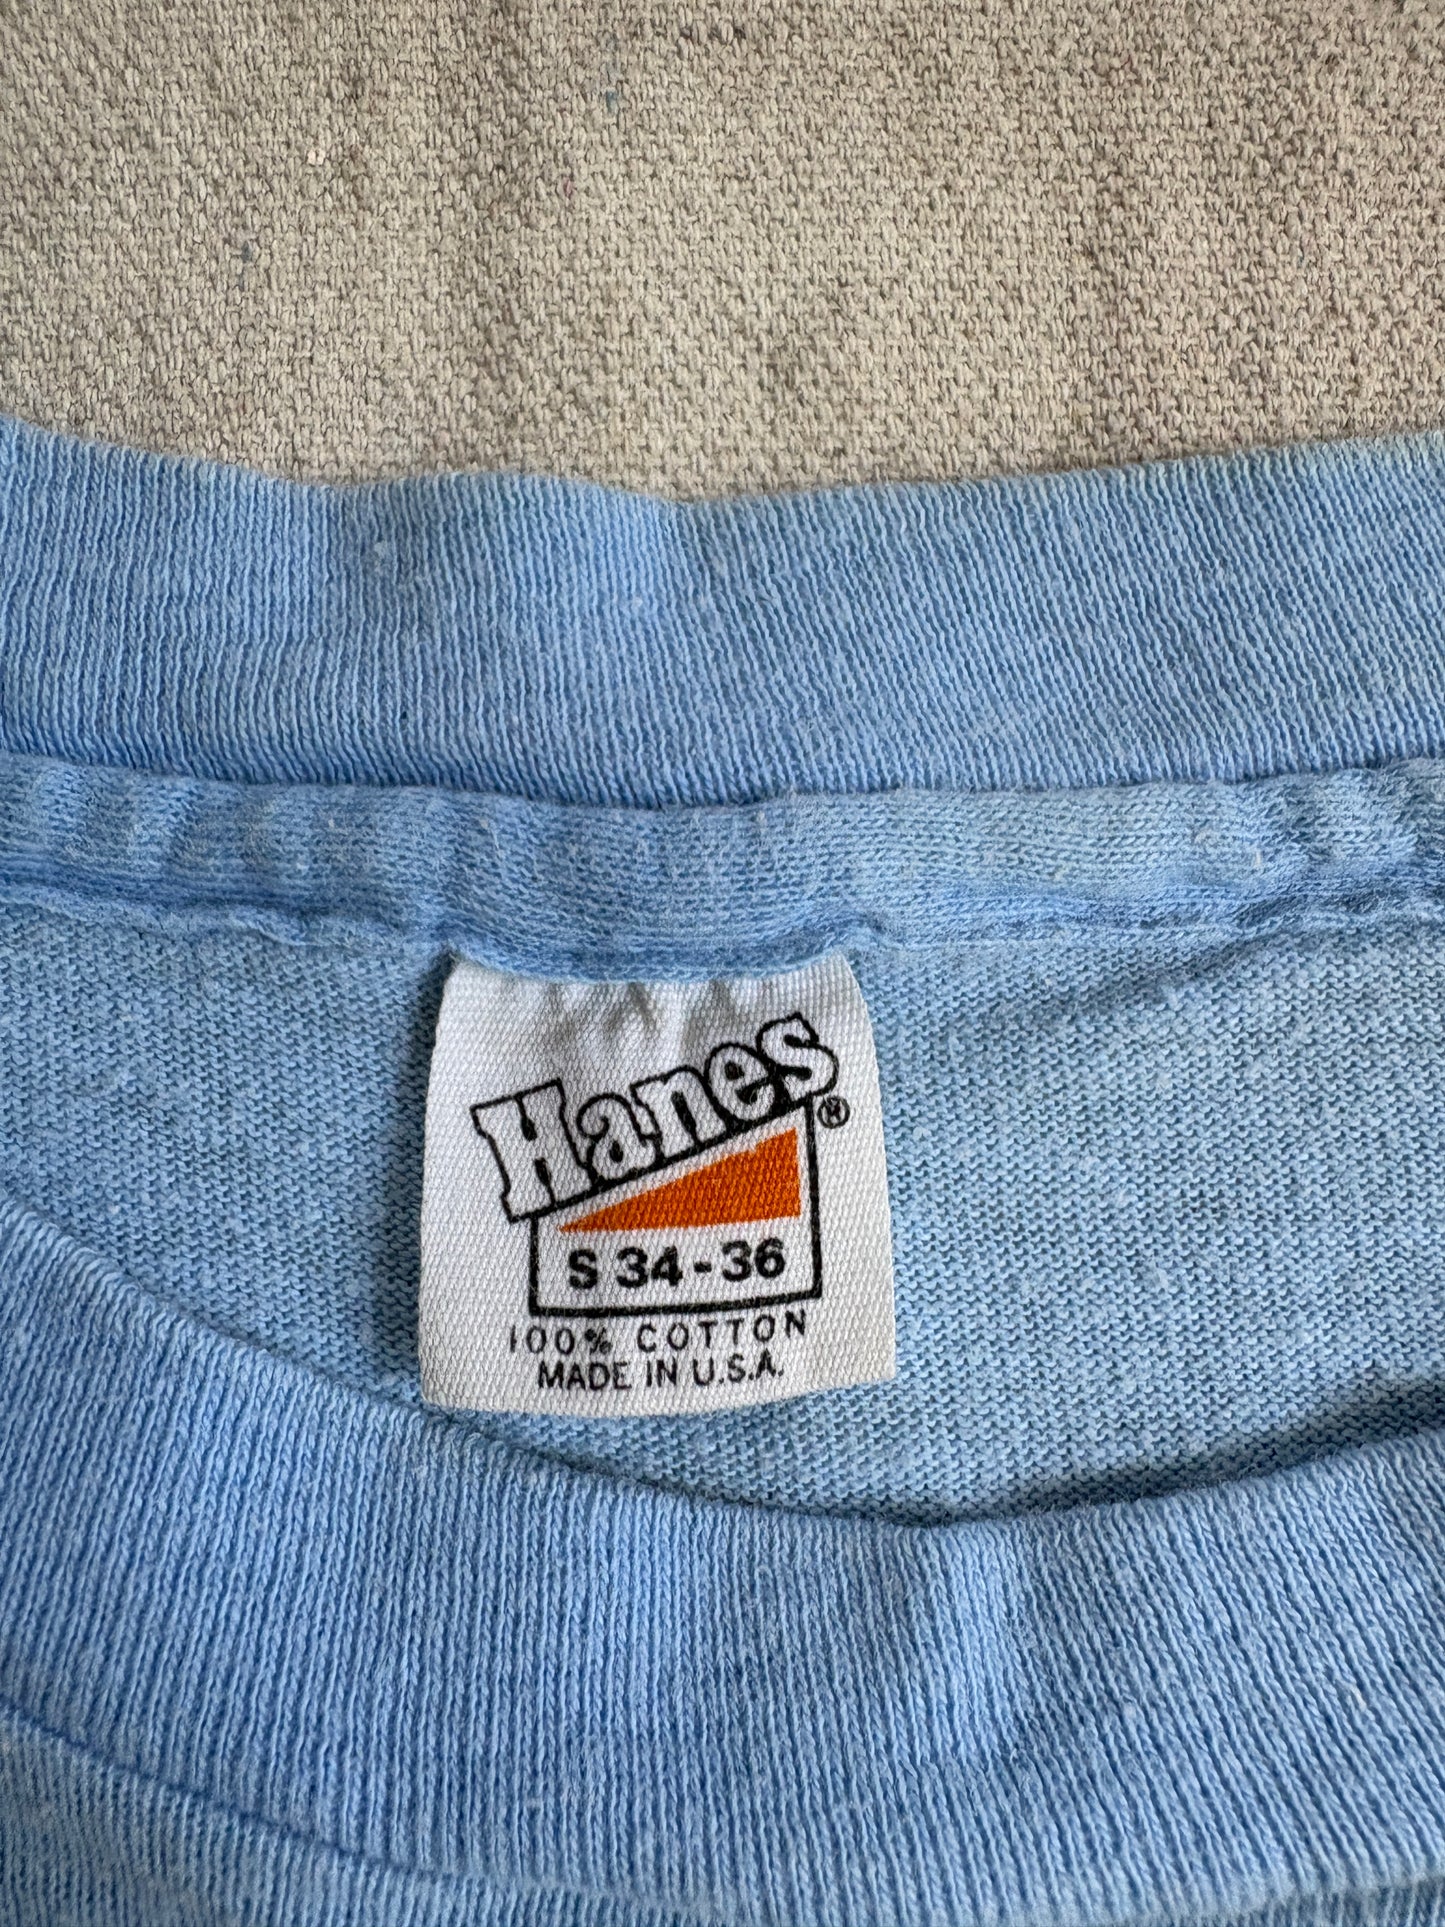 Hanes®
S 34-36
100% COTTON
MADE IN U.S.A.